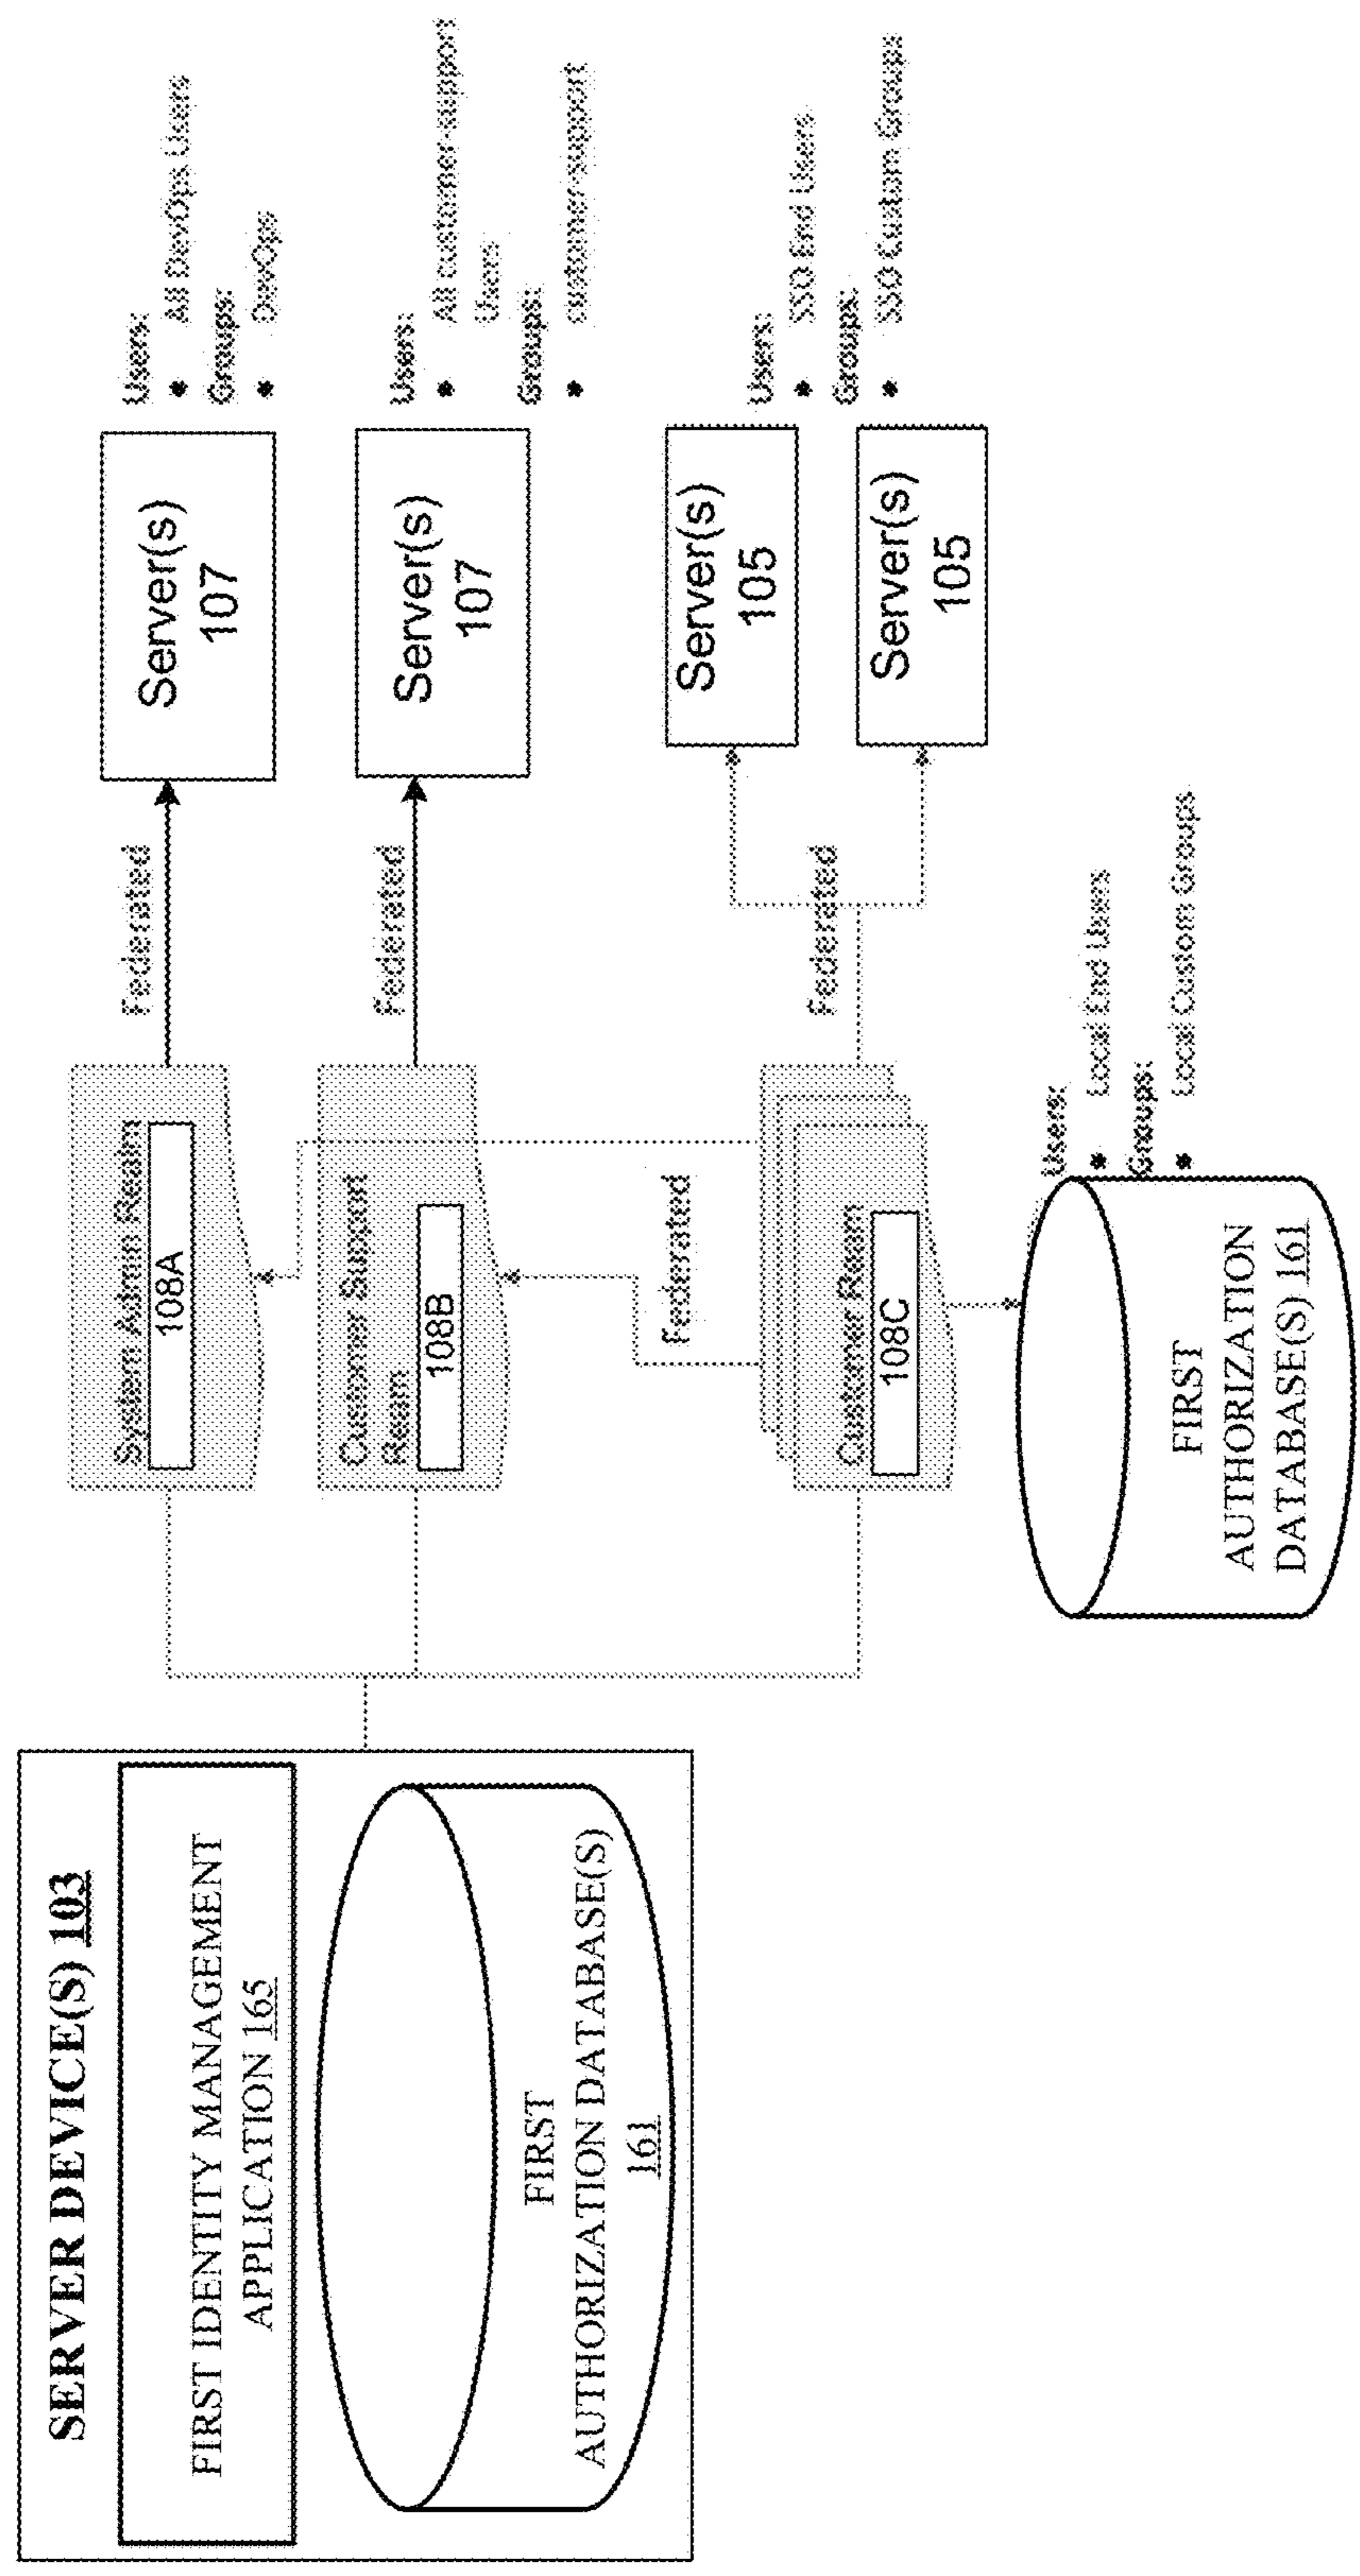 SERVER DEVICE(S) 103
FIRST IDENTITY MANAGEMENT
APPLICATION 165
FIRST
AUTHORIZATION DATABASE(S)
161
System Admin Realm
108A
Customer Support
Ream
108B
Customer Ream
108C
Federated
FIRST
AUTHORIZATION
DATABASE(S) 161
Users:
• Local End Users
Groups:
• Local Custom Groups
Federated
Federated
Federated
Server(s)
107
Server(s)
107
Server(s)
105
Server(s)
105
Users:
• All DevOps Users
Groups:
• DevOps
Users:
• All customer-support
Users
Groups:
• customer-support
Users:
• SSO End Users
Groups:
• SSO Custom Groups